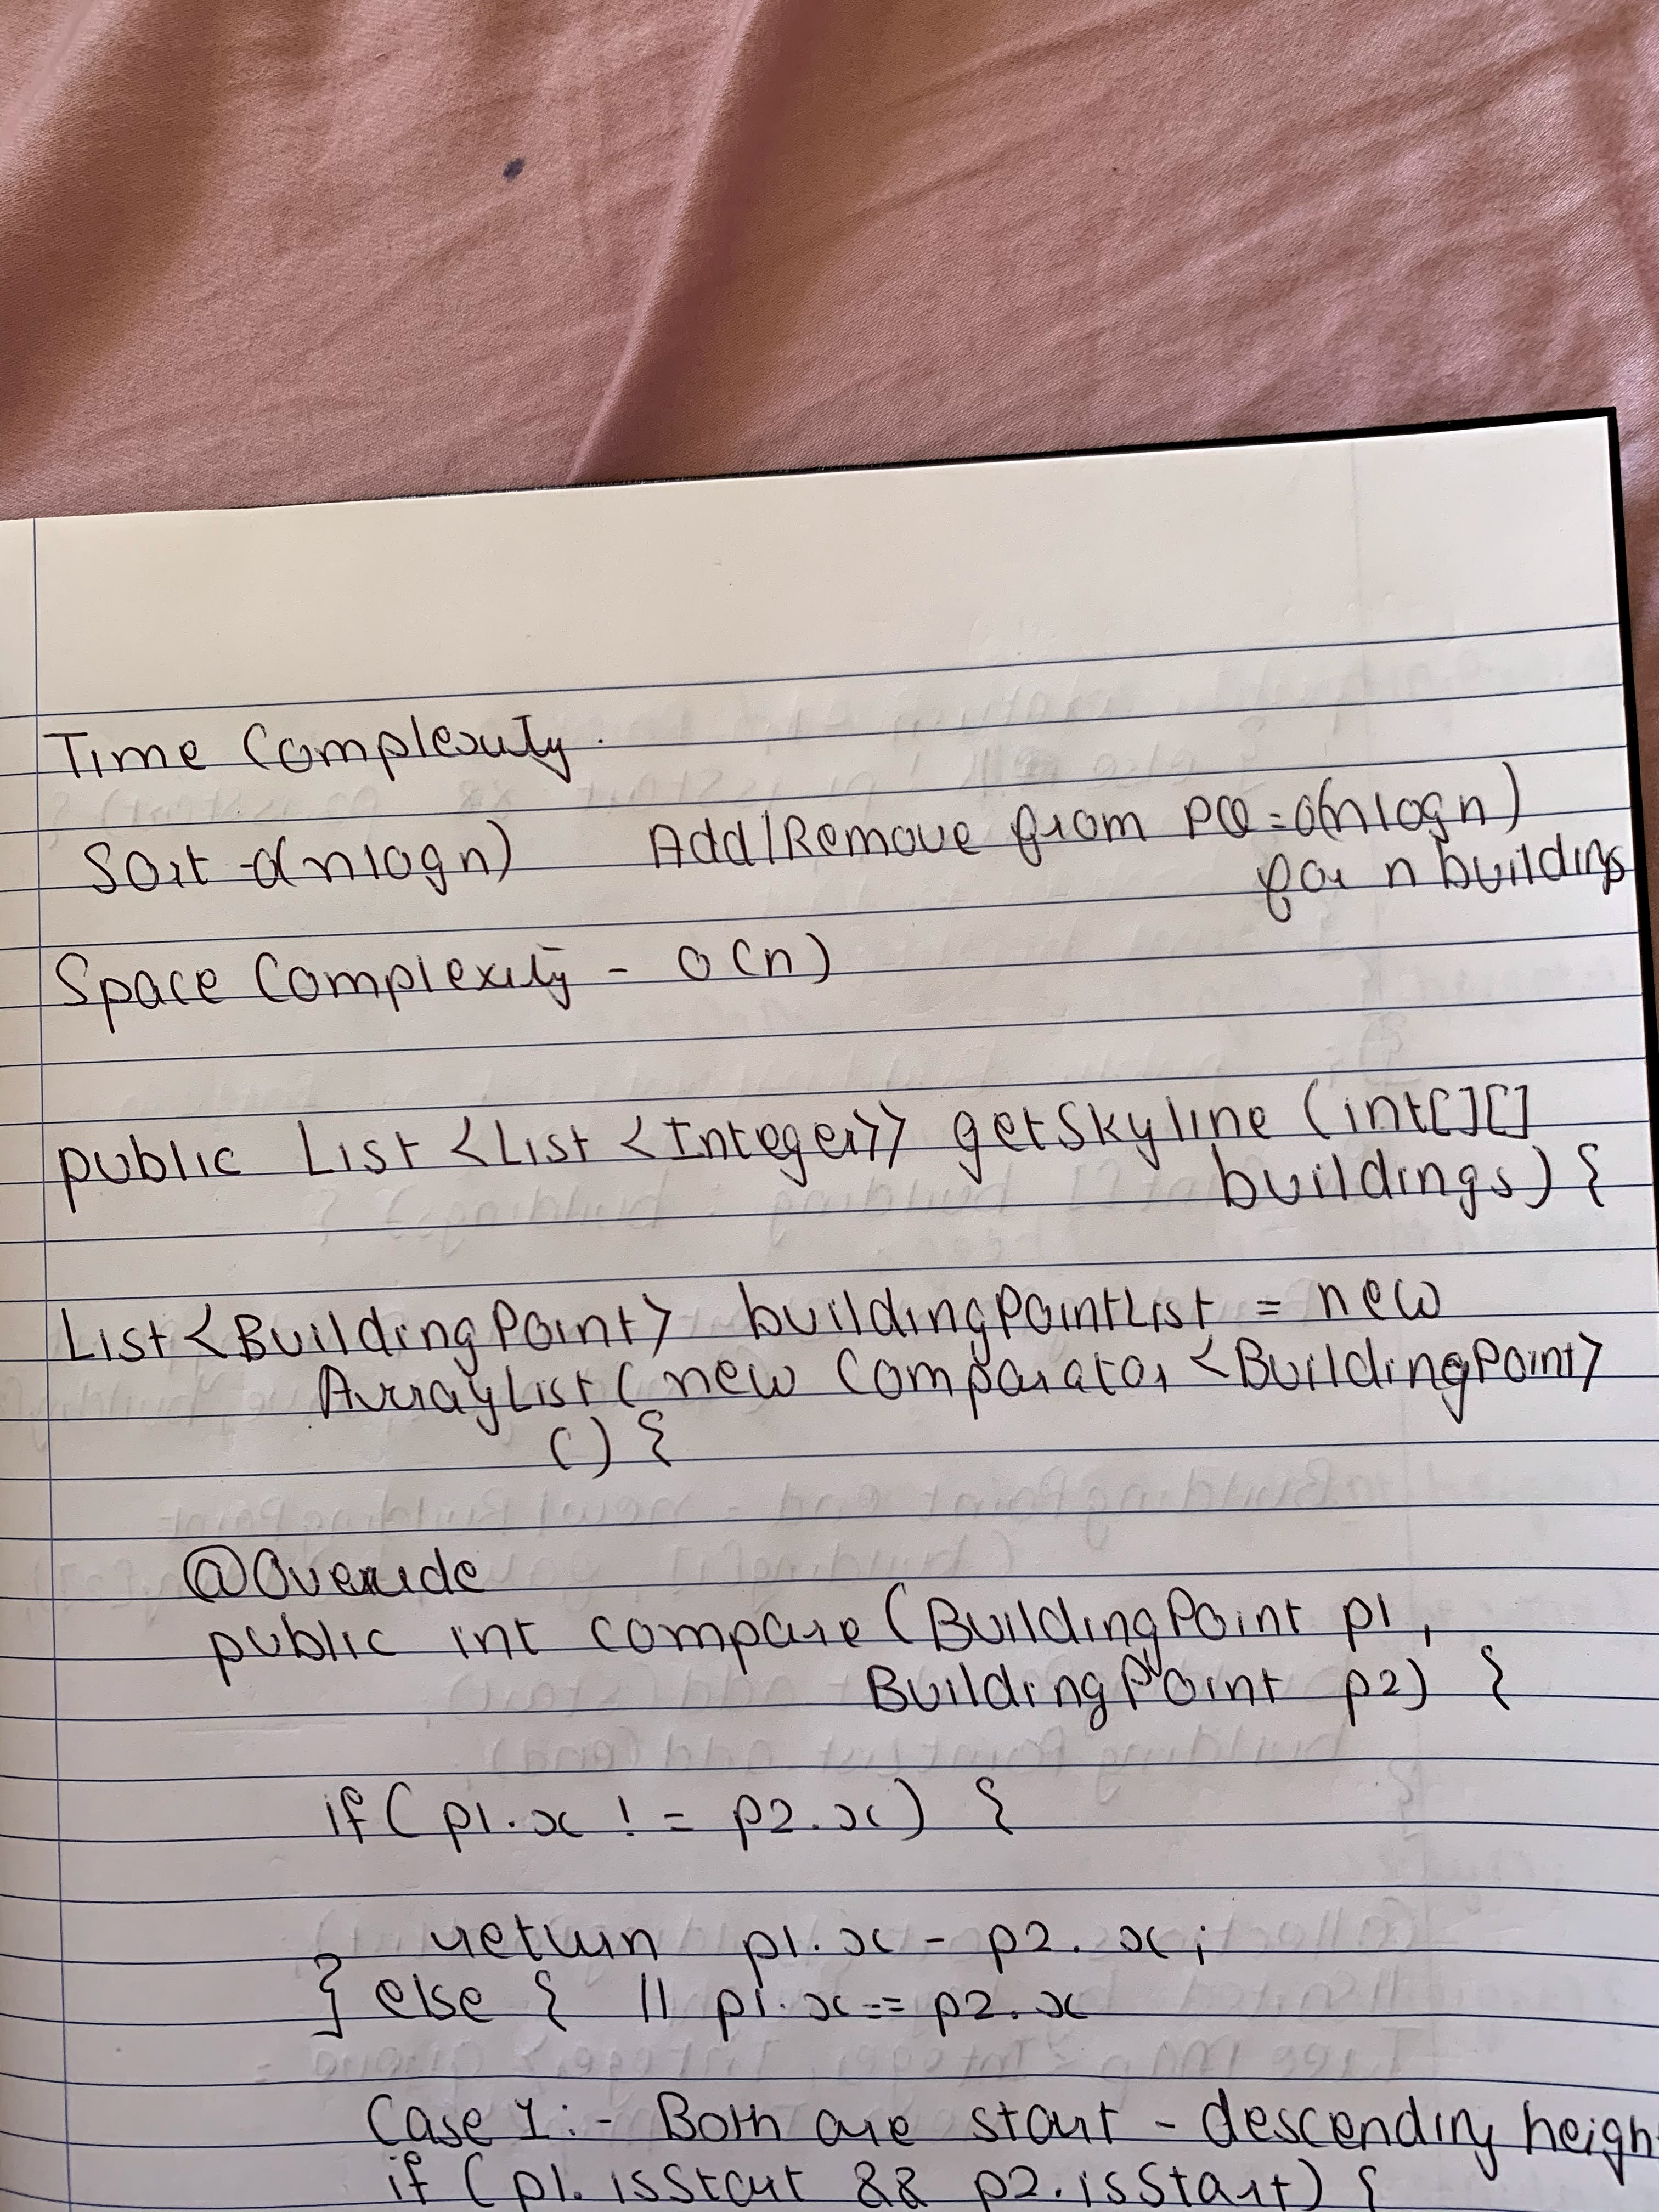 Time Complexity.
Sort - O(nlogn) Add/Remove from PQ = O(nlogn)
for n buildings
Space Complexity - O(n)
public List<List<Integer>> getSkyline (int[][]
buildings) {
List<BuildingPoint> buildingPointList = new
ArrayList(new Comparator<BuildingPoint>
() {
@Override
public int compare (BuildingPoint p1,
BuildingPoint p2) {
if( p1.x != p2.x) {
return p1.x - p2.x;
} else { // p1.x == p2.x
Case 1:- Both are start - descending heigh
if ( p1.isStart && p2.isStart) {